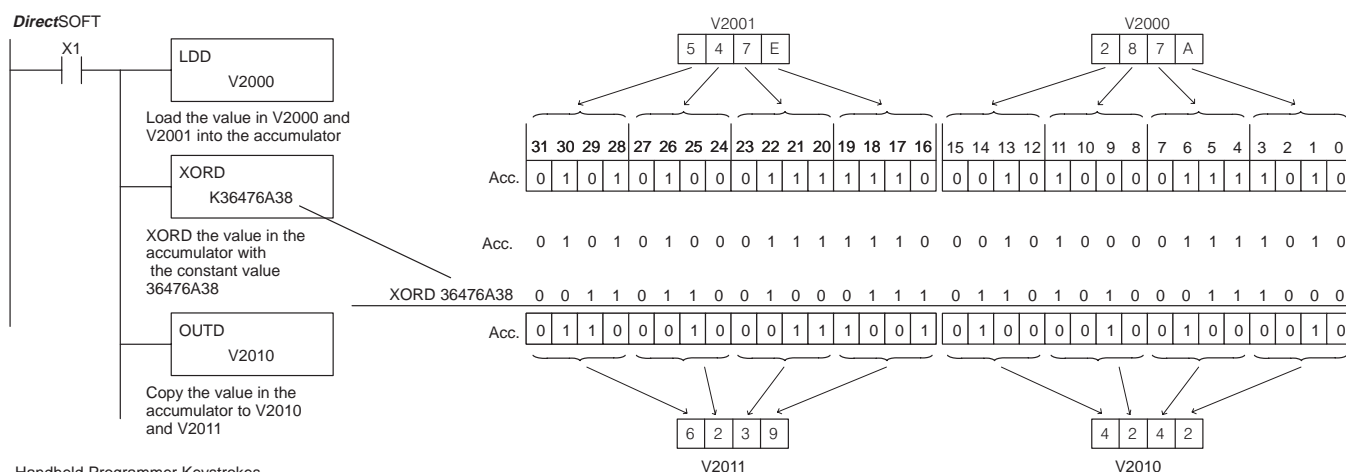 DirectSOFT
X1
LDD
V2000
Load the value in V2000 and
V2001 into the accumulator
XORD
K36476A38
XORD the value in the
accumulator with
the constant value
36476A38
OUTD
V2010
Copy the value in the
accumulator to V2010
and V2011
V2001 V2000
5 4 7 E 2 8 7 A
31 30 29 28 27 26 25 24 23 22 21 20 19 18 17 16 15 14 13 12 11 10 9 8 7 6 5 4 3 2 1 0
Acc. 0 1 0 1 0 1 0 0 0 1 1 1 1 1 1 0 0 0 1 0 1 0 0 0 0 1 1 1 1 0 1 0
Acc. 0 1 0 1 0 1 0 0 0 1 1 1 1 1 1 0 0 0 1 0 1 0 0 0 0 1 1 1 1 0 1 0
XORD 36476A38 0 0 1 1 0 1 1 0 0 1 0 0 0 1 1 1 0 1 1 0 1 0 1 0 0 0 1 1 1 0 0 0
Acc. 0 1 1 0 0 0 1 0 0 0 1 1 1 0 0 1 0 1 0 0 0 0 1 0 0 1 0 0 0 0 1 0
6 2 3 9 4 2 4 2
V2011 V2010
Handheld Programmer Keystrokes